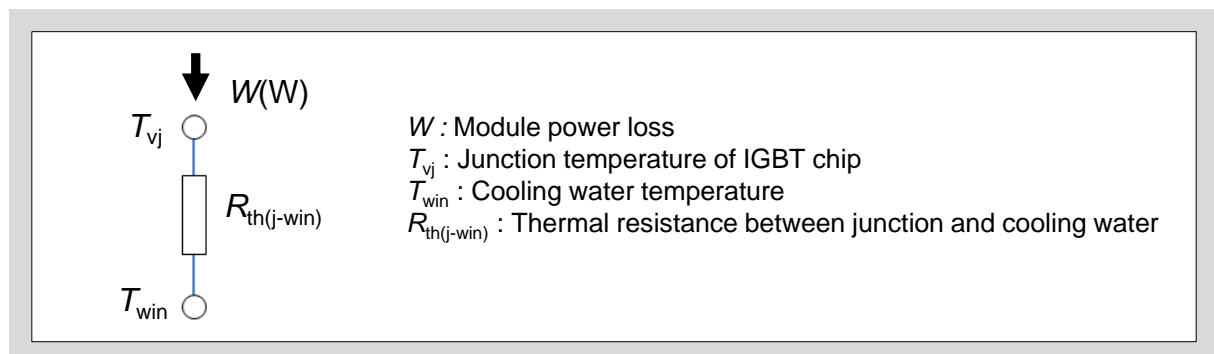 W(W)
Tvj
Rth(j-win)
Twin
W : Module power loss
Tvj : Junction temperature of IGBT chip
Twin : Cooling water temperature
Rth(j-win) : Thermal resistance between junction and cooling water